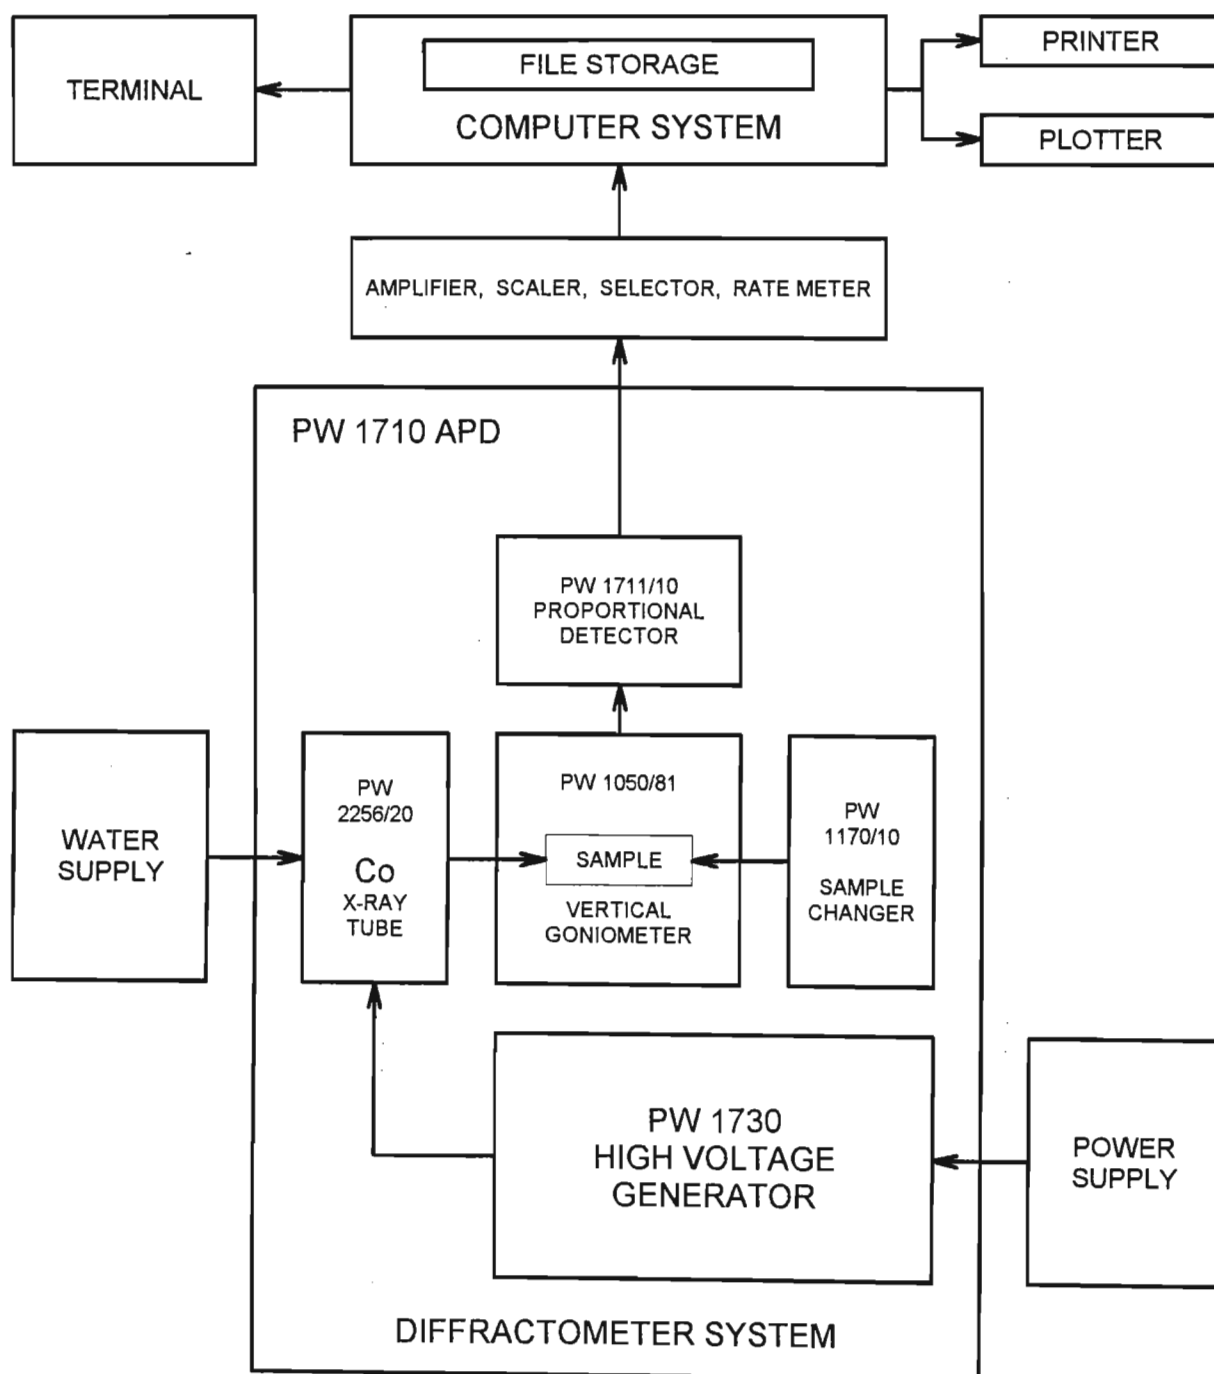 TERMINAL
FILE STORAGE
COMPUTER SYSTEM
PRINTER
PLOTTER
AMPLIFIER, SCALER, SELECTOR, RATE METER
PW 1710 APD
PW 1711/10
PROPORTIONAL
DETECTOR
WATER
SUPPLY
PW
2256/20
Co
X-RAY
TUBE
PW 1050/81
SAMPLE
VERTICAL
GONIOMETER
PW
1170/10
SAMPLE
CHANGER
PW 1730
HIGH VOLTAGE
GENERATOR
POWER
SUPPLY
DIFFRACTOMETER SYSTEM